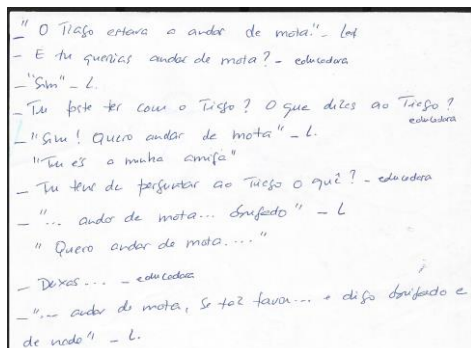 _ " O Tiago estava a andar de mota." - Let
- E tu querias andar de mota? - educadora
- "Sim" - L.
- Tu foste ter com o Tiago? O que dizes ao Tiago?
educadora
- "Sim! Quero andar de mota" - L.
"Tu és a minha amiga"
- Tu tens de perguntar ao Tiago o quê? - educadora
- "... andar de mota... obrigado" - L
" Quero andar de mota...."
- Deixas... - educadora
- "... andar de mota, se faz favor... e digo obrigado e
de nada" - L.